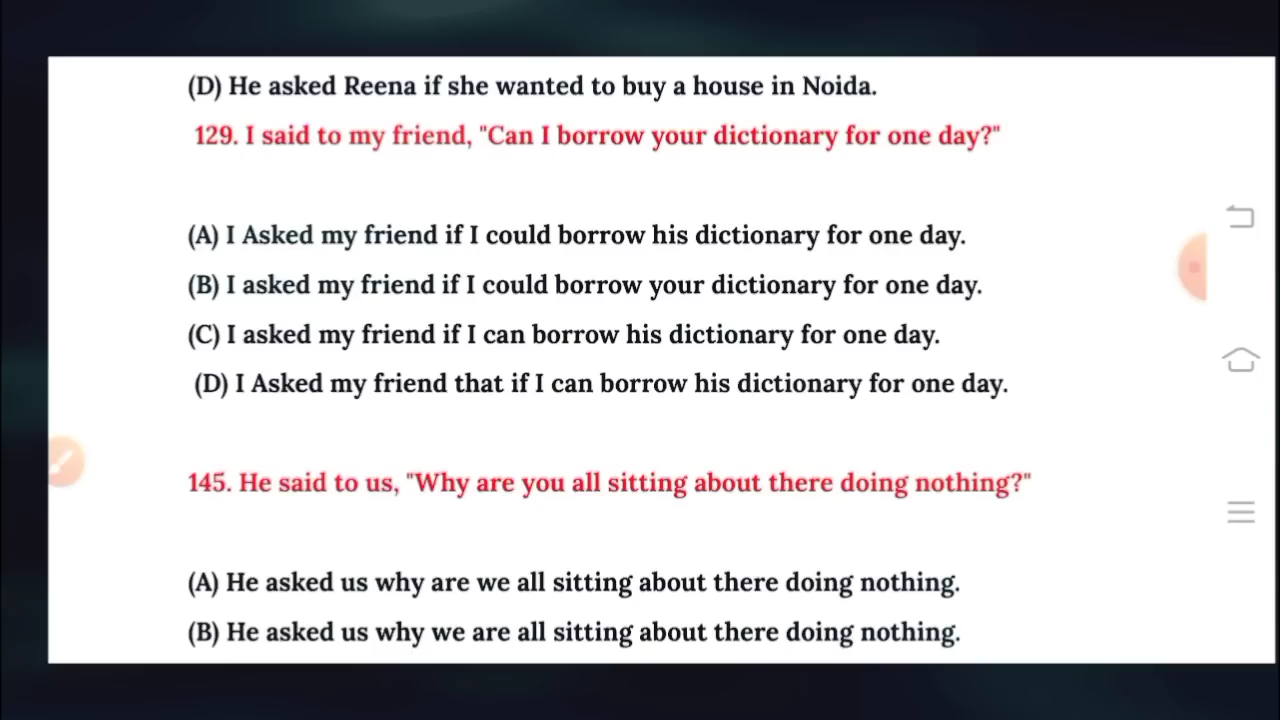 (D) He asked Reena if she wanted to buy a house in Noida.
129. I said to my friend, "Can I borrow your dictionary for one day?"
(A) I Asked my friend if I could borrow his dictionary for one day.
(B) I asked my friend if I could borrow your dictionary for one day.
(C) I asked my friend if I can borrow his dictionary for one day.
(D) I Asked my friend that if I can borrow his dictionary for one day.
145. He said to us, "Why are you all sitting about there doing nothing?"
(A) He asked us why are we all sitting about there doing nothing.
(B) He asked us why we are all sitting about there doing nothing.